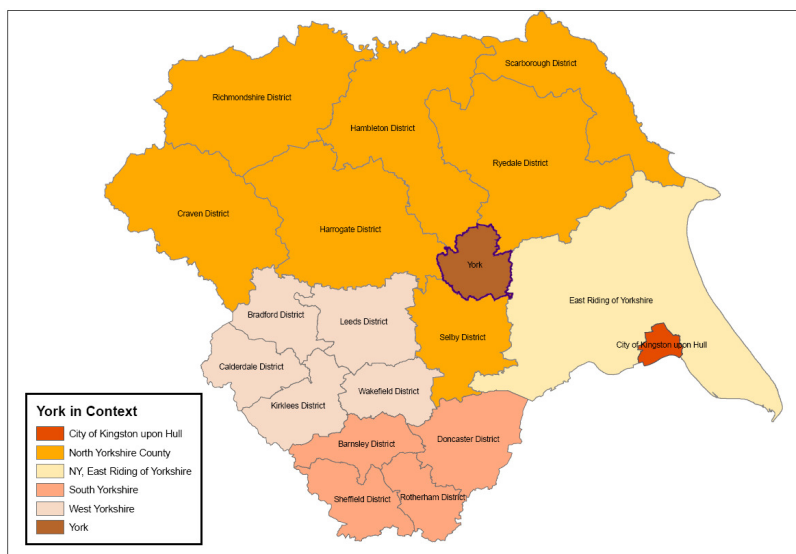 Scarborough District
Richmondshire District
Hambleton District
Ryedale District
Craven District
Harrogate District
York
East Riding of Yorkshire
Bradford District
Leeds District
Selby District
City of Kingston upon Hull
Calderdale District
Wakefield District
Kirklees District
Barnsley District
Doncaster District
Sheffield District
Rotherham District
York in Context
City of Kingston upon Hull
North Yorkshire County
NY, East Riding of Yorkshire
South Yorkshire
West Yorkshire
York